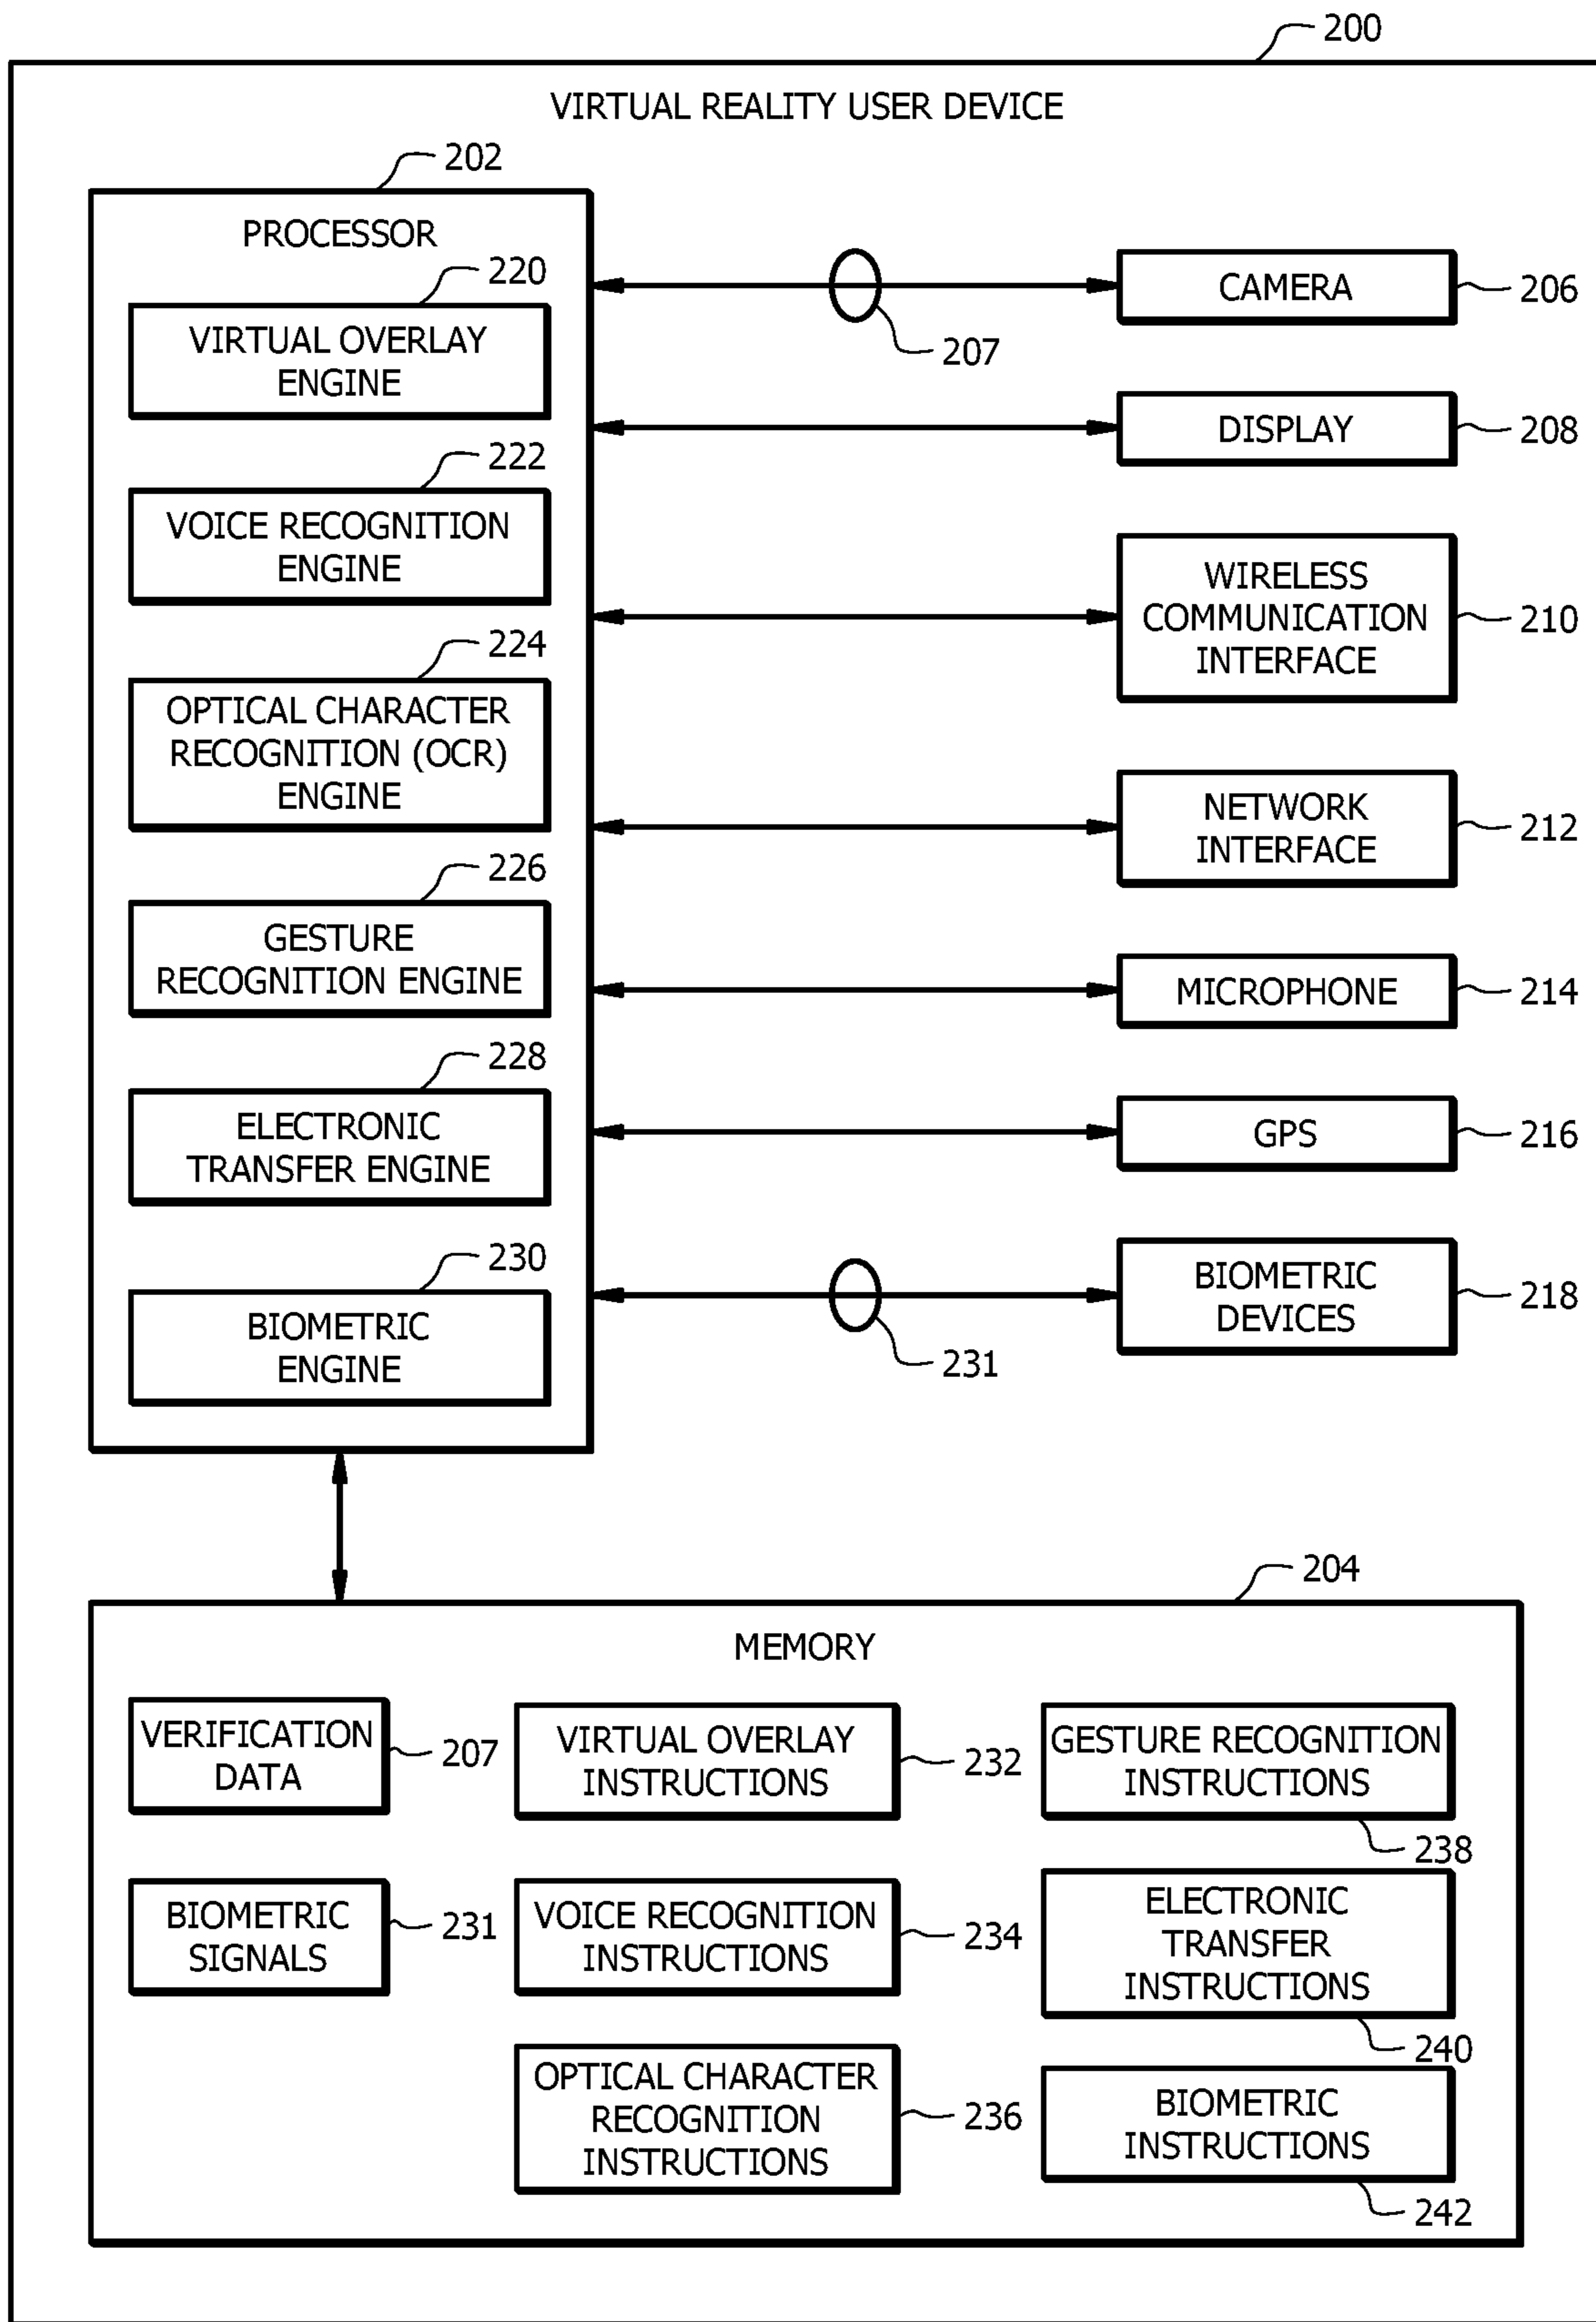 200
VIRTUAL REALITY USER DEVICE
202
PROCESSOR
220
VIRTUAL OVERLAY
ENGINE
222
VOICE RECOGNITION
ENGINE
224
OPTICAL CHARACTER
RECOGNITION (OCR)
ENGINE
226
GESTURE
RECOGNITION ENGINE
228
ELECTRONIC
TRANSFER ENGINE
230
BIOMETRIC
ENGINE
207
CAMERA
206
DISPLAY
208
WIRELESS
COMMUNICATION
INTERFACE
210
NETWORK
INTERFACE
212
MICROPHONE
214
GPS
216
231
BIOMETRIC
DEVICES
218
204
MEMORY
VERIFICATION
DATA
207
BIOMETRIC
SIGNALS
231
VIRTUAL OVERLAY
INSTRUCTIONS
232
VOICE RECOGNITION
INSTRUCTIONS
234
OPTICAL CHARACTER
RECOGNITION
INSTRUCTIONS
236
GESTURE RECOGNITION
INSTRUCTIONS
238
ELECTRONIC
TRANSFER
INSTRUCTIONS
240
BIOMETRIC
INSTRUCTIONS
242